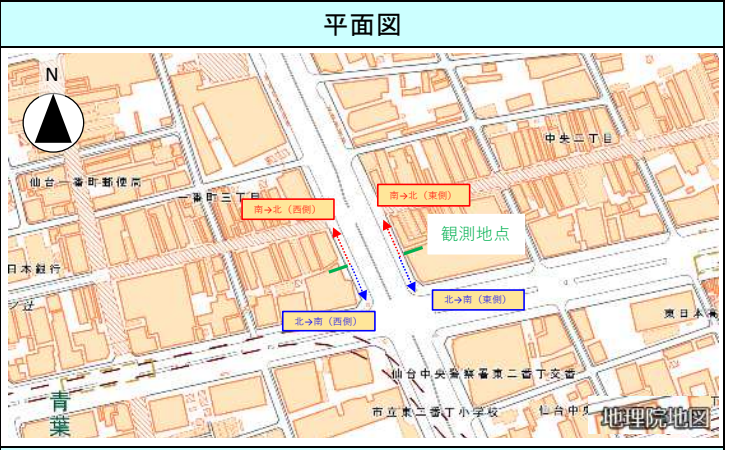 平面図
N
中央二丁目
仙台一番町郵便局
一番町三丁目
南→北（東側）
南→北（西側）
観測地点
日本銀行
北→南（東側）
北→南（西側）
東日本
仙台中央警察署東二番丁交番
青葉
市立東二番丁小学校
仙台中央
地理院地図